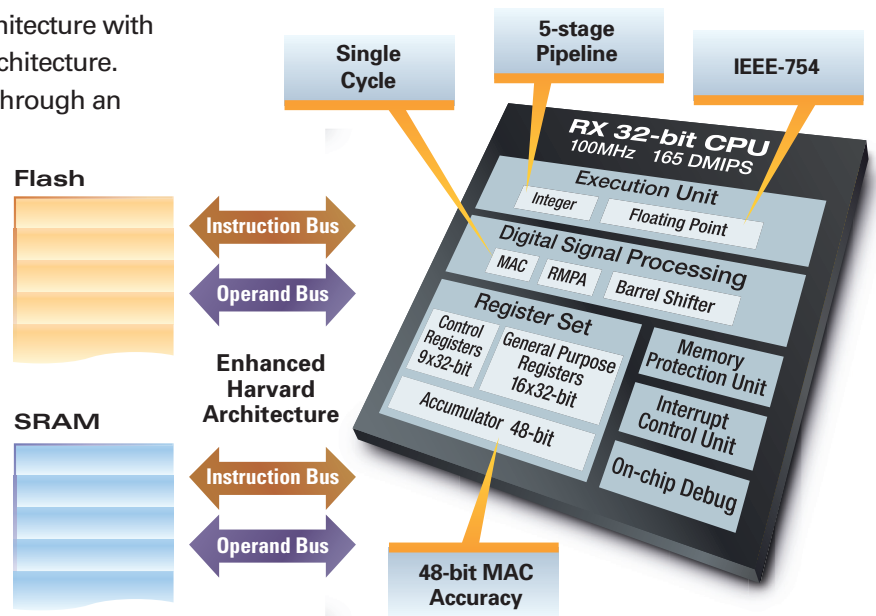 hitecture with
chitecture.
through an
Single
Cycle
5-stage
Pipeline
IEEE-754
RX 32-bit CPU
100MHz 165 DMIPS
Execution Unit
Integer
Floating Point
Digital Signal Processing
MAC
RMPA
Barrel Shifter
Register Set
Control
Registers
9x32-bit
General Purpose
Registers
16x32-bit
Accumulator 48-bit
Memory
Protection Unit
Interrupt
Control Unit
On-chip Debug
Flash
Instruction Bus
Operand Bus
Enhanced
Harvard
Architecture
SRAM
Instruction Bus
Operand Bus
48-bit MAC
Accuracy